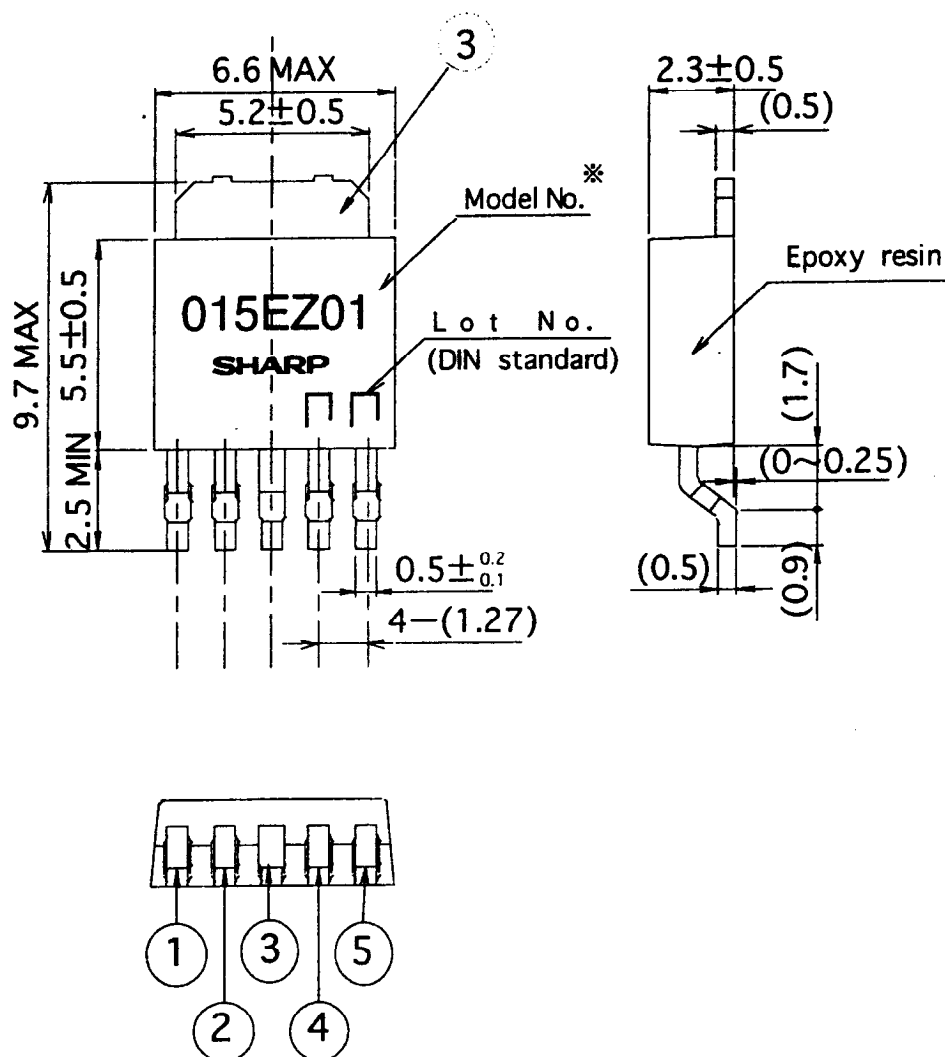 3
6.6 MAX
5.2±0.5
2.3±0.5
(0.5)
Model No.※
Epoxy resin
015EZ01
SHARP
Lot No.
(DIN standard)
9.7 MAX
5.5±0.5
2.5 MIN
(1.7)
(0~0.25)
0.5±0.2 0.1
(0.5)
(0.9)
4-(1.27)
1
2
3
4
5